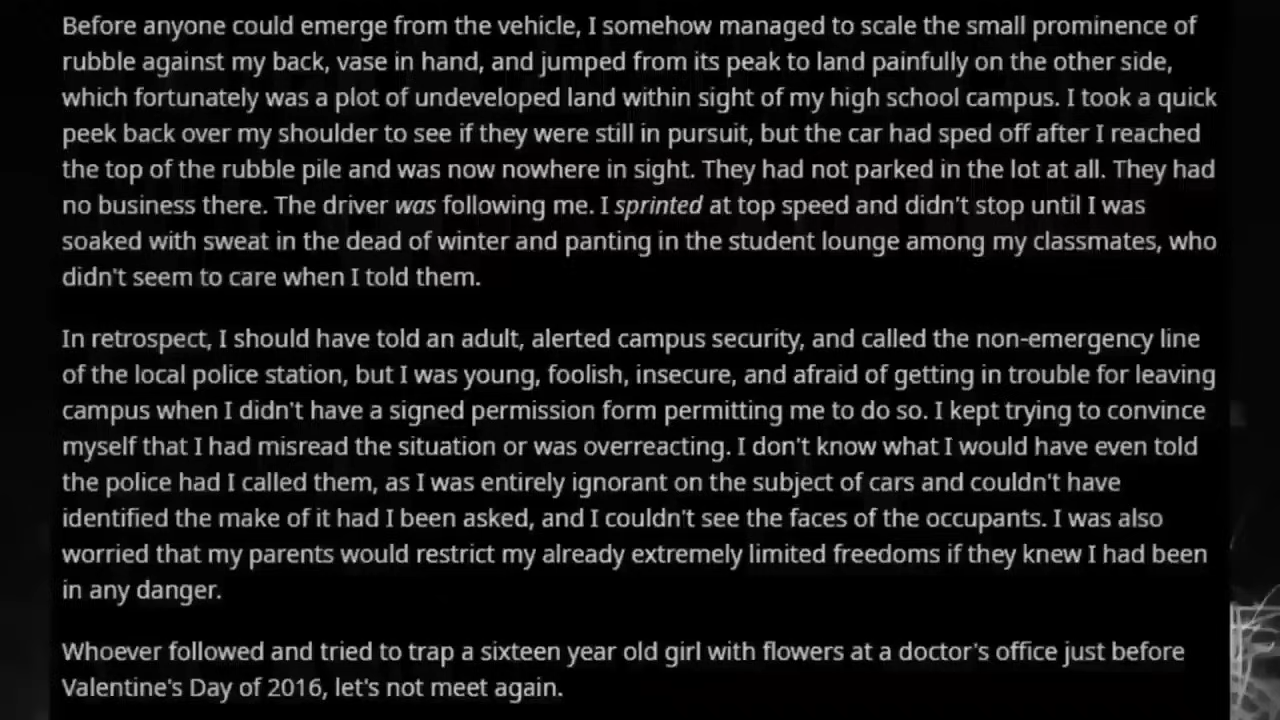 Before anyone could emerge from the vehicle, I somehow managed to scale the small prominence of
rubble against my back, vase in hand, and jumped from its peak to land painfully on the other side,
which fortunately was a plot of undeveloped land within sight of my high school campus. I took a quick
peek back over my shoulder to see if they were still in pursuit, but the car had sped off after I reached
the top of the rubble pile and was now nowhere in sight. They had not parked in the lot at all. They had
no business there. The driver was following me. I sprinted at top speed and didn't stop until I was
soaked with sweat in the dead of winter and panting in the student lounge among my classmates, who
didn't seem to care when I told them.
In retrospect, I should have told an adult, alerted campus security, and called the non-emergency line
of the local police station, but I was young, foolish, insecure, and afraid of getting in trouble for leaving
campus when I didn't have a signed permission form permitting me to do so. I kept trying to convince
myself that I had misread the situation or was overreacting. I don't know what I would have even told
the police had I called them, as I was entirely ignorant on the subject of cars and couldn't have
identified the make of it had I been asked, and I couldn't see the faces of the occupants. I was also
worried that my parents would restrict my already extremely limited freedoms if they knew I had been
in any danger.
Whoever followed and tried to trap a sixteen year old girl with flowers at a doctor's office just before
Valentine's Day of 2016, let's not meet again.